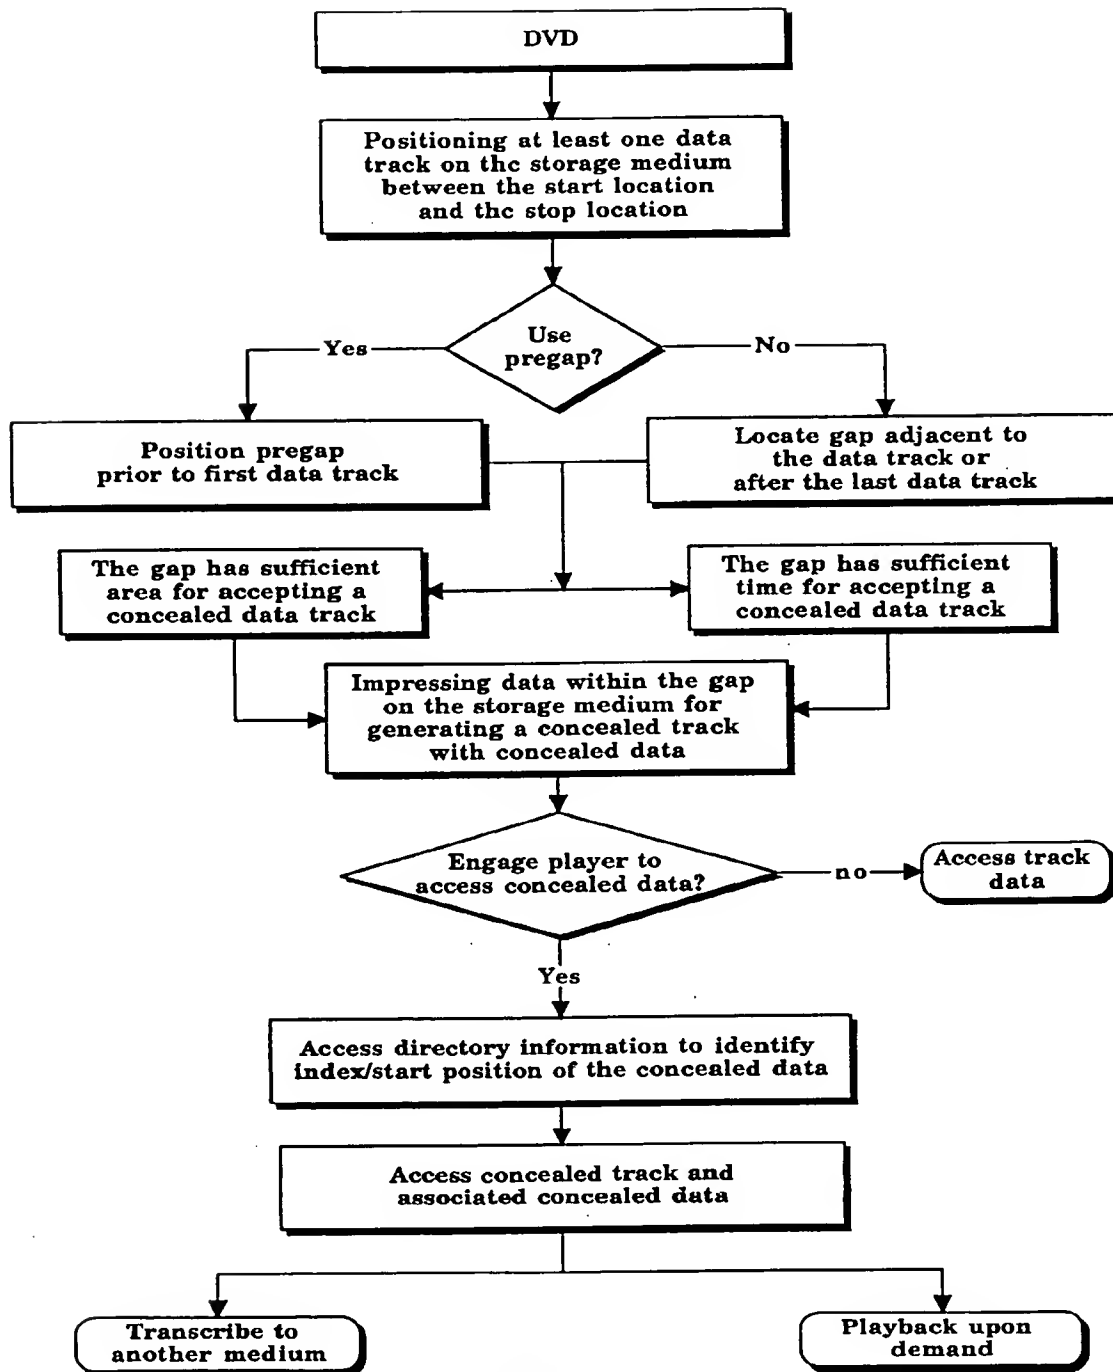 DVD
Positioning at least one data
track on thc storage medium
between the start location
and thc stop location
Use
pregap?
Yes
No
Position pregap
prior to first data track
Locate gap adjacent to
the data track or
after the last data track
The gap has sufficient
area for accepting a
concealed data track
The gap has sufficient
time for accepting a
concealed data track
Impressing data within the gap
on the storage medium for
generating a concealed track
with concealed data
Engage player to
access concealed data?
no
Access track
data
Yes
Access directory information to identify
index/start position of the concealed data
Access concealed track and
associated concealed data
Transcribe to
another medium
Playback upon
demand